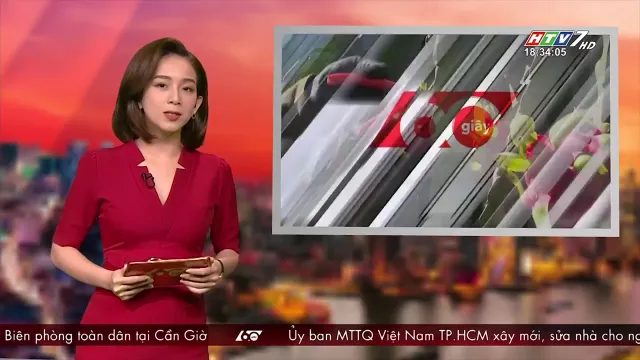 HTV7 HD
18:34:05
60 giây
Biên phòng toàn dân tại Cần Giờ 60 Ủy ban MTTQ Việt Nam TP.HCM xây mới, sửa nhà cho